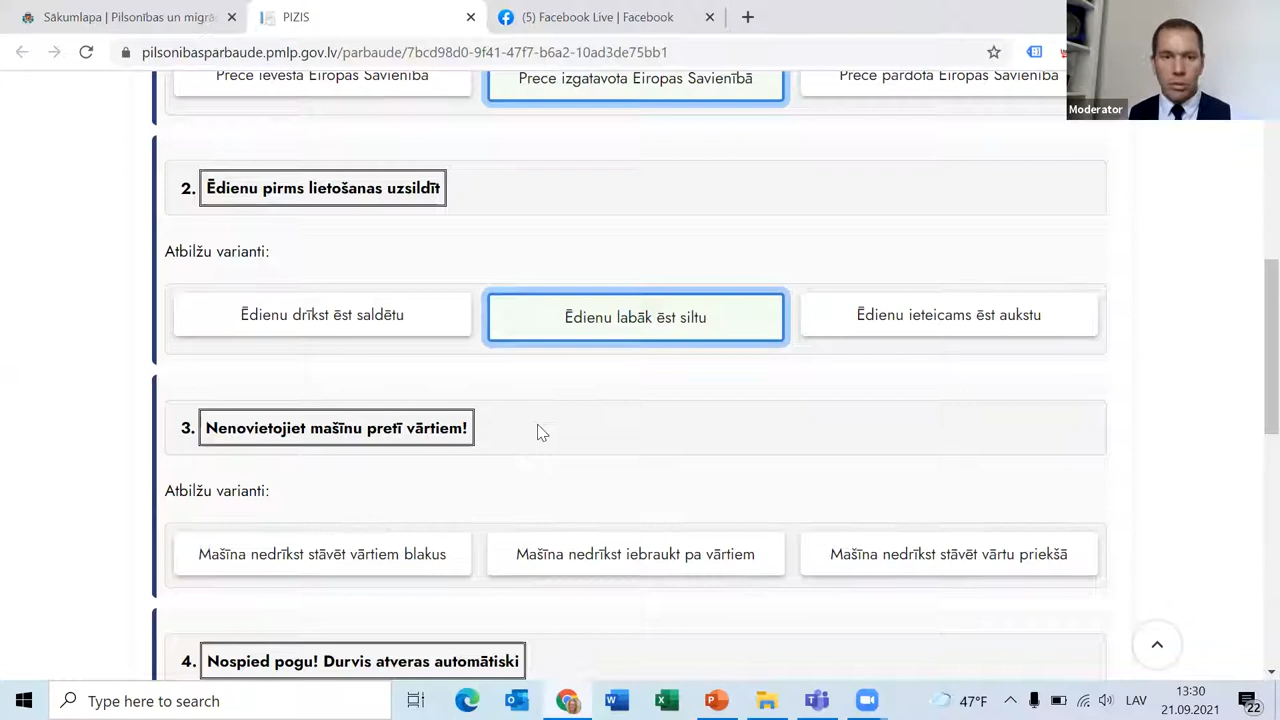 Sākumlapa | Pilsonības un migrā
PIZIS
(5) Facebook Live | Facebook
pilsonibasparbaude.pmlp.gov.lv/parbaude/7bcd98d0-9f41-47f7-b6a2-10ad3de75bb1
Prece ievesta Eiropas Savienībā
Prece izgatavota Eiropas Savienībā
Prece pārdota Eiropas Savienībā
Moderator
2. Ēdienu pirms lietošanas uzsildīt
Atbilžu varianti:
Ēdienu drīkst ēst saldētu
Ēdienu labāk ēst siltu
Ēdienu ieteicams ēst aukstu
3. Nenovietojiet mašīnu pretī vārtiem!
Atbilžu varianti:
Mašīna nedrīkst stāvēt vārtiem blakus
Mašīna nedrīkst iebraukt pa vārtiem
Mašīna nedrīkst stāvēt vārtu priekšā
4. Nospied pogu! Durvis atveras automātiski
Type here to search
47°F
LAV
13:30
21.09.2021
22